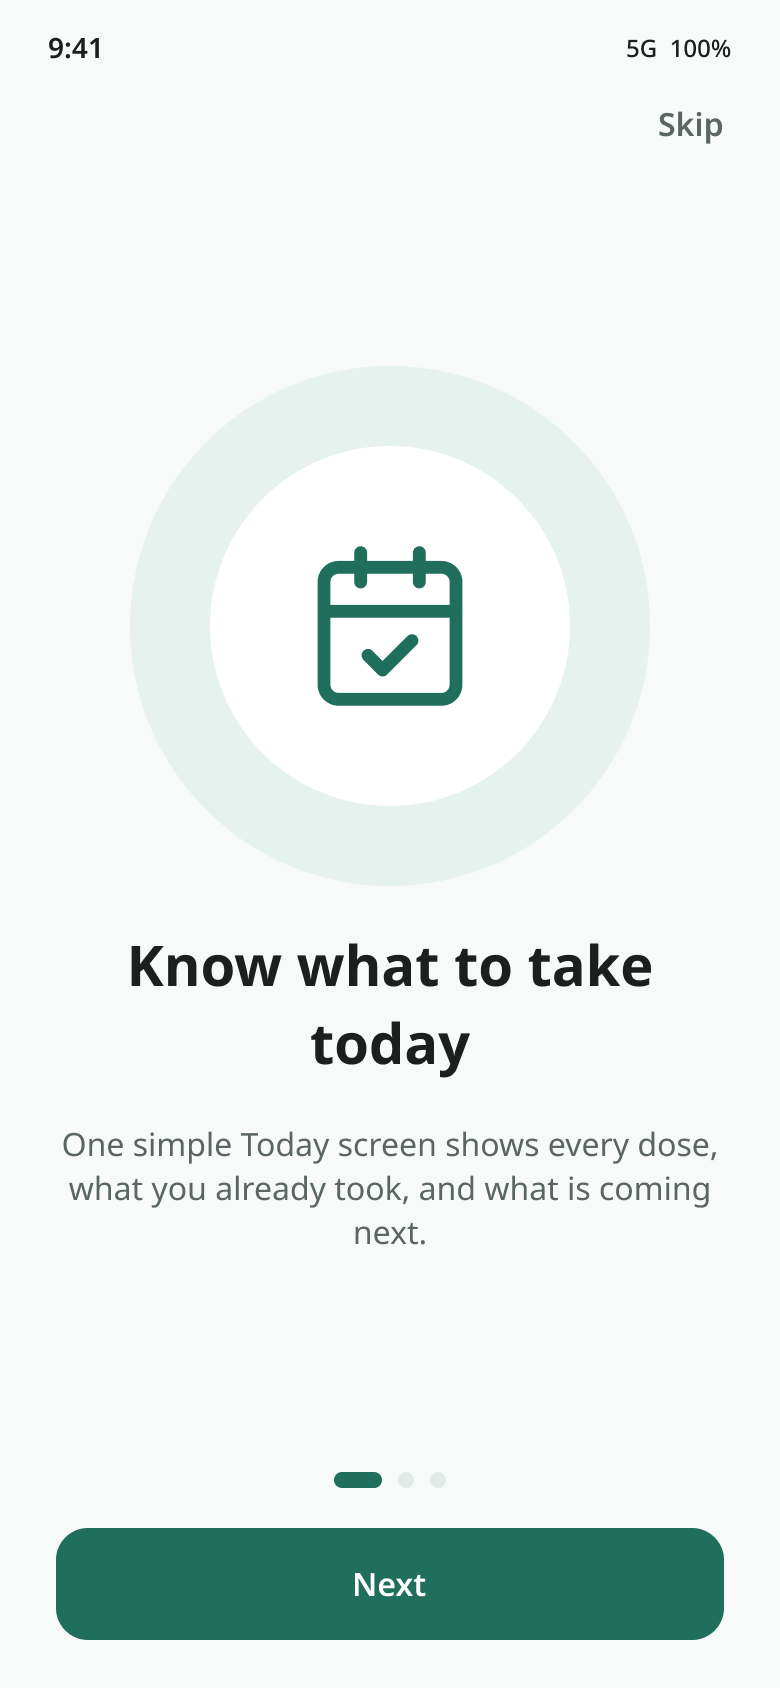 9:41
5G 100%
Skip
Know what to take
today
One simple Today screen shows every dose,
what you already took, and what is coming
next.
Next